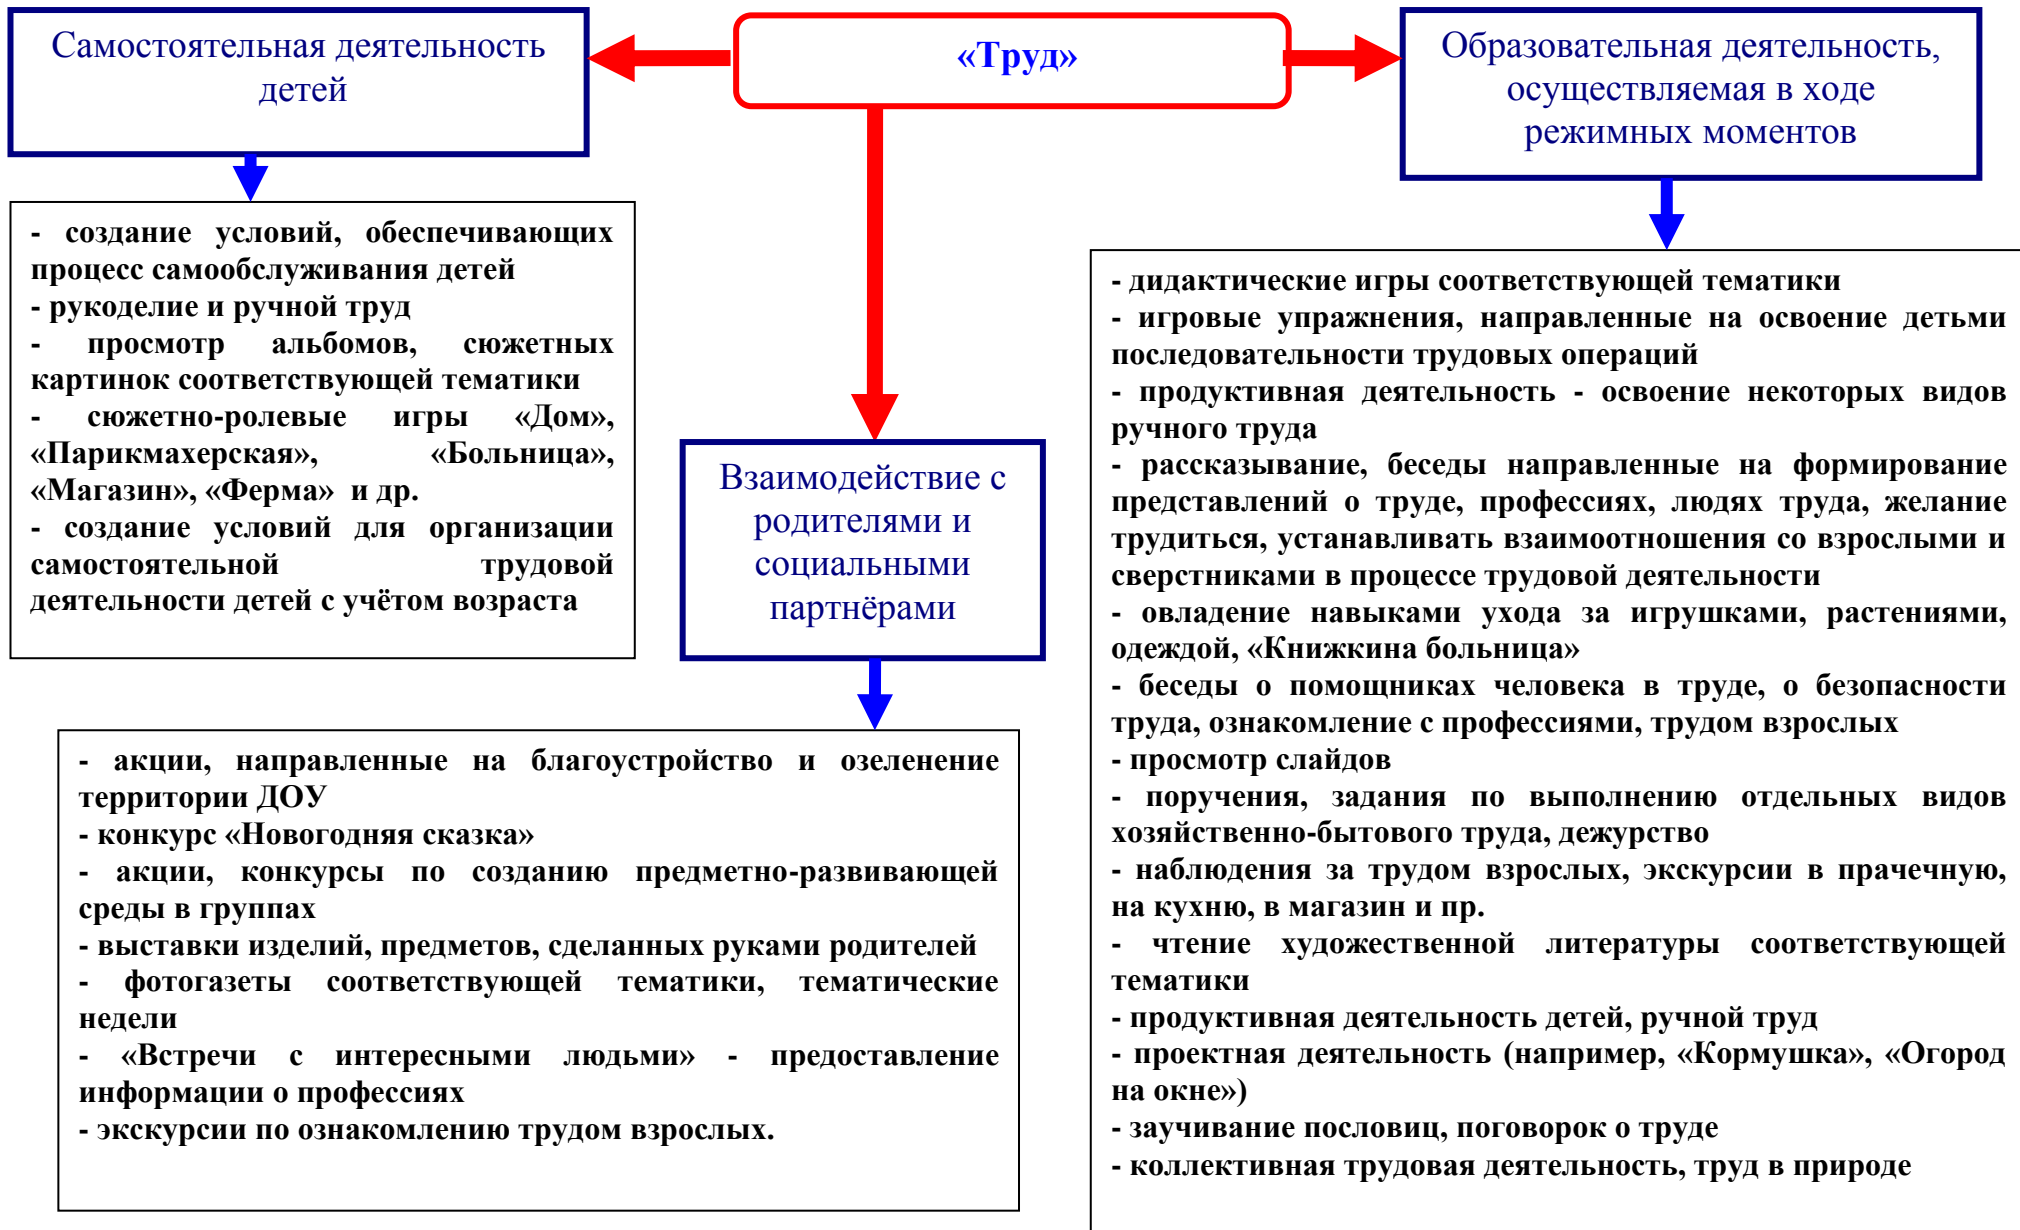 Самостоятельная деятельность
детей
«Труд»
Образовательная деятельность,
осуществляемая в ходе
режимных моментов
- создание условий, обеспечивающих
процесс самообслуживания детей
- рукоделие и ручной труд
- просмотр альбомов, сюжетных
картинок соответствующей тематики
- сюжетно-ролевые игры «Дом»,
«Парикмахерская», «Больница»,
«Магазин», «Ферма» и др.
- создание условий для организации
самостоятельной трудовой
деятельности детей с учётом возраста
Взаимодействие с
родителями и
социальными
партнёрами
- акции, направленные на благоустройство и озеленение
территории ДОУ
- конкурс «Новогодняя сказка»
- акции, конкурсы по созданию предметно-развивающей
среды в группах
- выставки изделий, предметов, сделанных руками родителей
- фотогазеты соответствующей тематики, тематические
недели
- «Встречи с интересными людьми» - предоставление
информации о профессиях
- экскурсии по ознакомлению трудом взрослых.
- дидактические игры соответствующей тематики
- игровые упражнения, направленные на освоение детьми
последовательности трудовых операций
- продуктивная деятельность - освоение некоторых видов
ручного труда
- рассказывание, беседы направленные на формирование
представлений о труде, профессиях, людях труда, желание
трудиться, устанавливать взаимоотношения со взрослыми и
сверстниками в процессе трудовой деятельности
- овладение навыками ухода за игрушками, растениями,
одеждой, «Книжкина больница»
- беседы о помощниках человека в труде, о безопасности
труда, ознакомление с профессиями, трудом взрослых
- просмотр слайдов
- поручения, задания по выполнению отдельных видов
хозяйственно-бытового труда, дежурство
- наблюдения за трудом взрослых, экскурсии в прачечную,
на кухню, в магазин и пр.
- чтение художественной литературы соответствующей
тематики
- продуктивная деятельность детей, ручной труд
- проектная деятельность (например, «Кормушка», «Огород
на окне»)
- заучивание пословиц, поговорок о труде
- коллективная трудовая деятельность, труд в природе